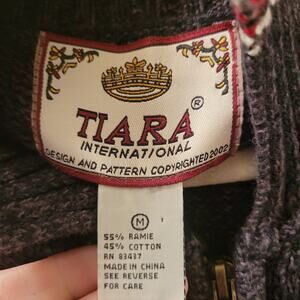 TIARA ®
INTERNATIONAL
DESIGN AND PATTERN COPYRIGHTED 2002
M
55% RAMIE
45% COTTON
RN 83437
MADE IN CHINA
SEE REVERSE
FOR CARE